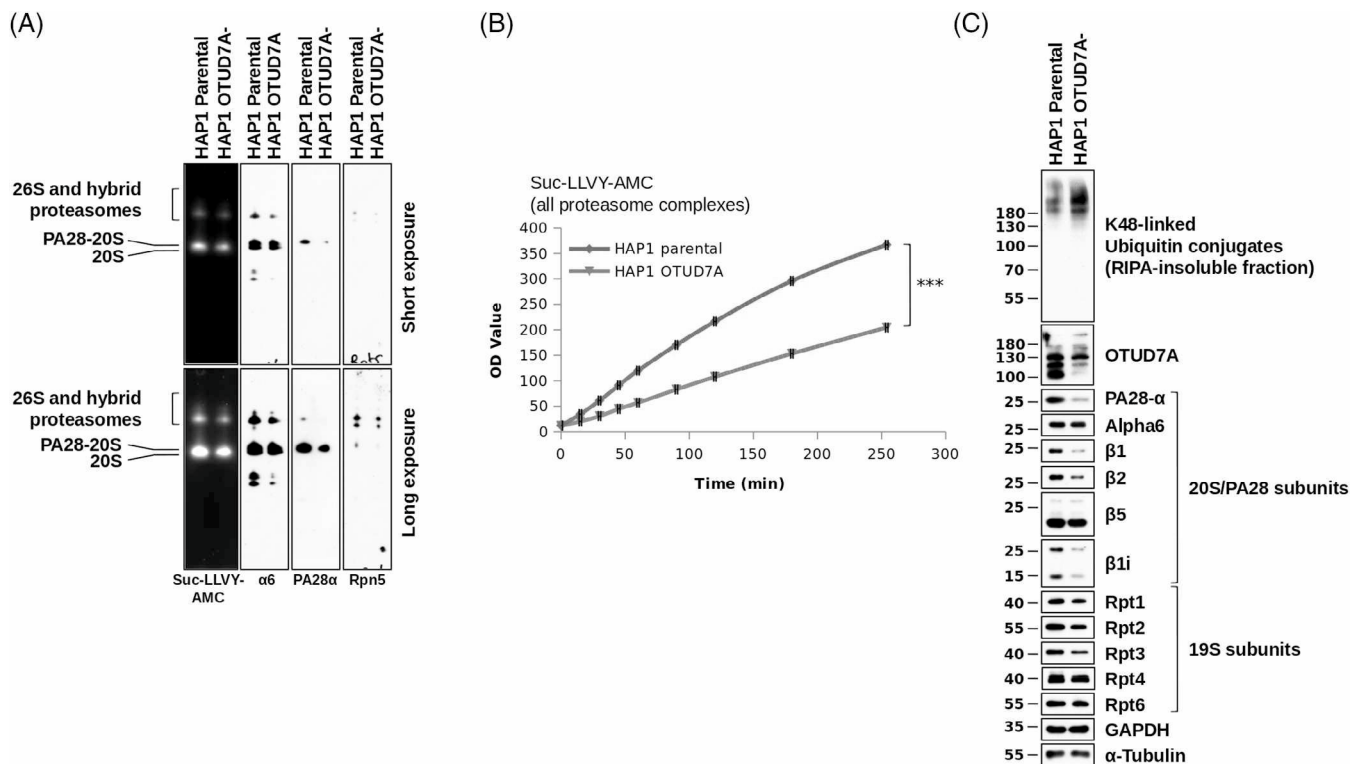 (A)
HAP1 Parental
HAP1 OTUD7A-
HAP1 Parental
HAP1 OTUD7A
HAP1 Parental
HAP1 OTUD7A-
HAP1 Parental
HAP1 OTUD7A-
26S and hybrid
proteasomes
PA28-20S
20S
Short exposure
26S and hybrid
proteasomes
PA28-20S
20S
Long exposure
Suc-LLVY-
AMC
α6
PA28α
Rpn5
(B)
Suc-LLVY-AMC
(all proteasome complexes)
HAP1 parental
HAP1 OTUD7A
***
OD Value
400
350
300
250
200
150
100
50
0
0 50 100 150 200 250 300
Time (min)
(C)
HAP1 Parental
HAP1 OTUD7A-
180
130
100
70
55
K48-linked
Ubiquitin conjugates
(RIPA-insoluble fraction)
180
130
100
OTUD7A
25 PA28-α
25 Alpha6
25 β1
25 β2
25 β5
25
15
β1i
20S/PA28 subunits
40 Rpt1
55 Rpt2
40 Rpt3
40 Rpt4
55 Rpt6
19S subunits
35 GAPDH
55 α-Tubulin